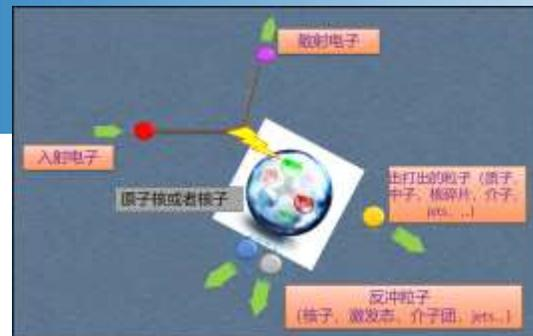 散射电子
入射电子
原子核或者核子
击打出的粒子（质子、
中子、核碎片、介子、
jets、...）
反冲粒子
（核子、激发态、介子团、jets...）